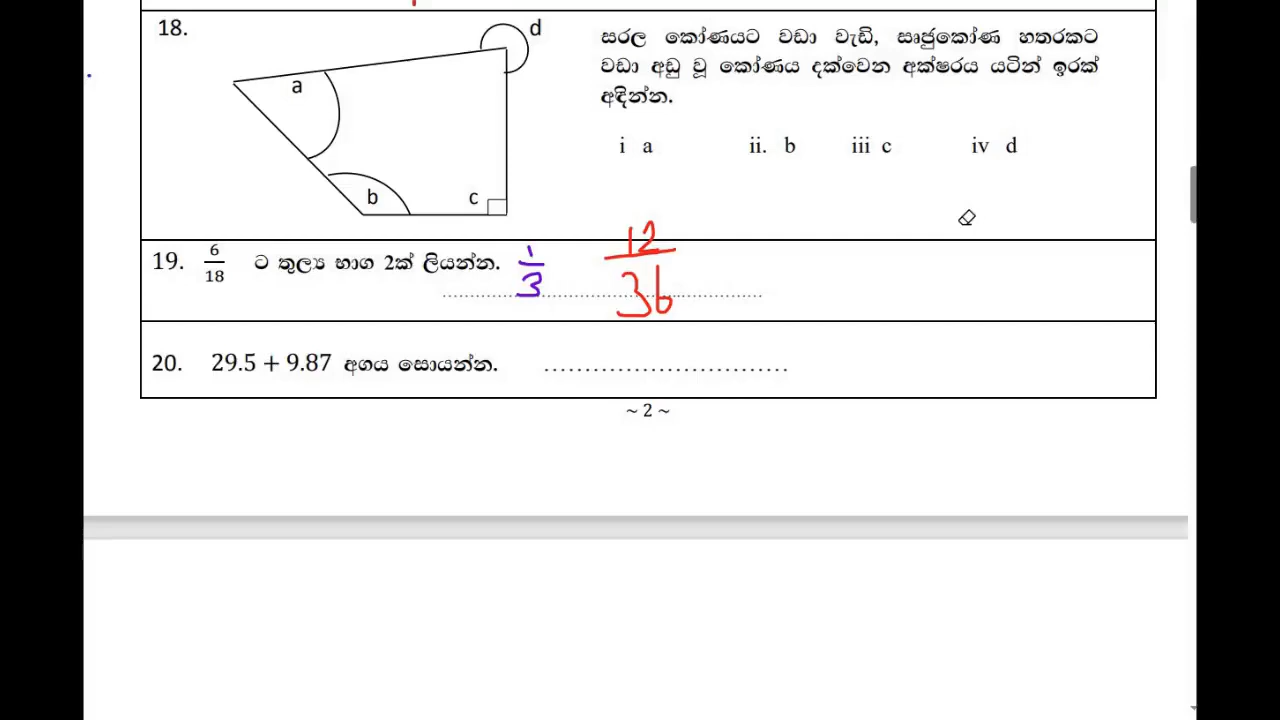 18.
d
a
b
c
සරල කෝණයට වඩා වැඩි, සෘජුකෝණ හතරකට
වඩා අඩු වූ කෝණය දක්වෙන අක්ෂරය යටින් ඉරක්
අඳින්න.
i a ii. b iii c iv d
19. 6/18 ට තුල්‍ය භාග 2ක් ලියන්න. 1/3 12/36
20. 29.5 + 9.87 අගය සොයන්න. ..............................
~ 2 ~